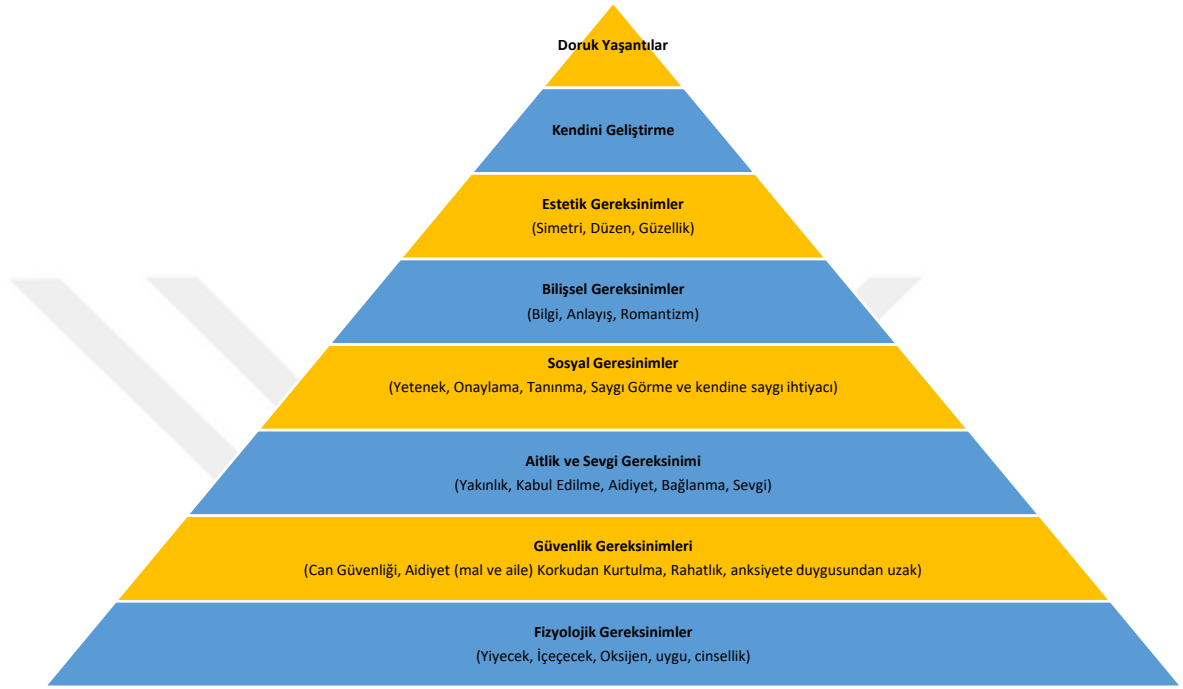 Doruk Yaşantılar
Kendini Geliştirme
Estetik Gereksinimler
(Simetri, Düzen, Güzellik)
Bilişsel Gereksinimler
(Bilgi, Anlayış, Romantizm)
Sosyal Geresinimler
(Yetenek, Onaylama, Tanınma, Saygı Görme ve kendine saygı ihtiyacı)
Aitlik ve Sevgi Gereksinimi
(Yakınlık, Kabul Edilme, Aidiyet, Bağlanma, Sevgi)
Güvenlik Gereksinimleri
(Can Güvenliği, Aidiyet (mal ve aile) Korkudan Kurtulma, Rahatlık, anksiyete duygusundan uzak)
Fizyolojik Gereksinimler
(Yiyecek, İçeçecek, Oksijen, uygu, cinsellik)